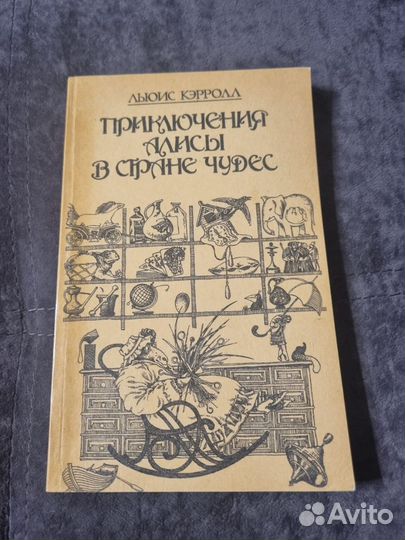 ЛЬЮИС КЭРРОЛЛ
ПРИКЛЮЧЕНИЯ
АЛИСЫ
В СТРАНЕ ЧУДЕС
Avito